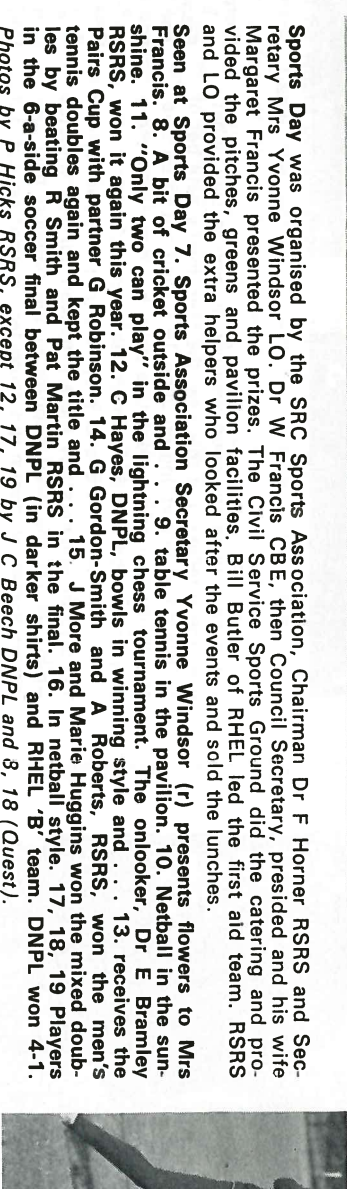 Sports Day was organised by the SRC Sports Association, Chairman Dr F Horner RSRS and Sec-
retary Mrs Yvonne Windsor LO. Dr W Francis CBE, then Council Secretary, presided and his wife
Margaret Francis presented the prizes. The Civil Service Sports Ground did the catering and pro-
vided the pitches, greens and pavilion facilities. Bill Butler of RHEL led the first aid team. RSRS
and LO provided the extra helpers who looked after the events and sold the lunches.
Seen at Sports Day 7. Sports Association Secretary Yvonne Windsor (r) presents flowers to Mrs
Francis. 8. A bit of cricket outside and . . . 9. table tennis in the pavilion. 10. Netball in the sun-
shine. 11. "Only two can play" in the lightning chess tournament. The onlooker, Dr E Bramley
RSRS, won it again this year. 12. C Hayes, DNPL, bowls in winning style and . . . 13. receives the
Pairs Cup with partner G Robinson. 14. G Gordon-Smith and A Roberts, RSRS, won the men's
tennis doubles again and kept the title and . . . 15. J More and Marie Huggins won the mixed doub-
les by beating R Smith and Pat Martin RSRS in the final. 16. In netball style. 17, 18, 19 Players
in the 6-a-side soccer final between DNPL (in darker shirts) and RHEL 'B' team. DNPL won 4-1.
Photos by P Hicks RSRS, except 12, 17, 19 by J C Beech DNPL and 8, 18 (Quest).